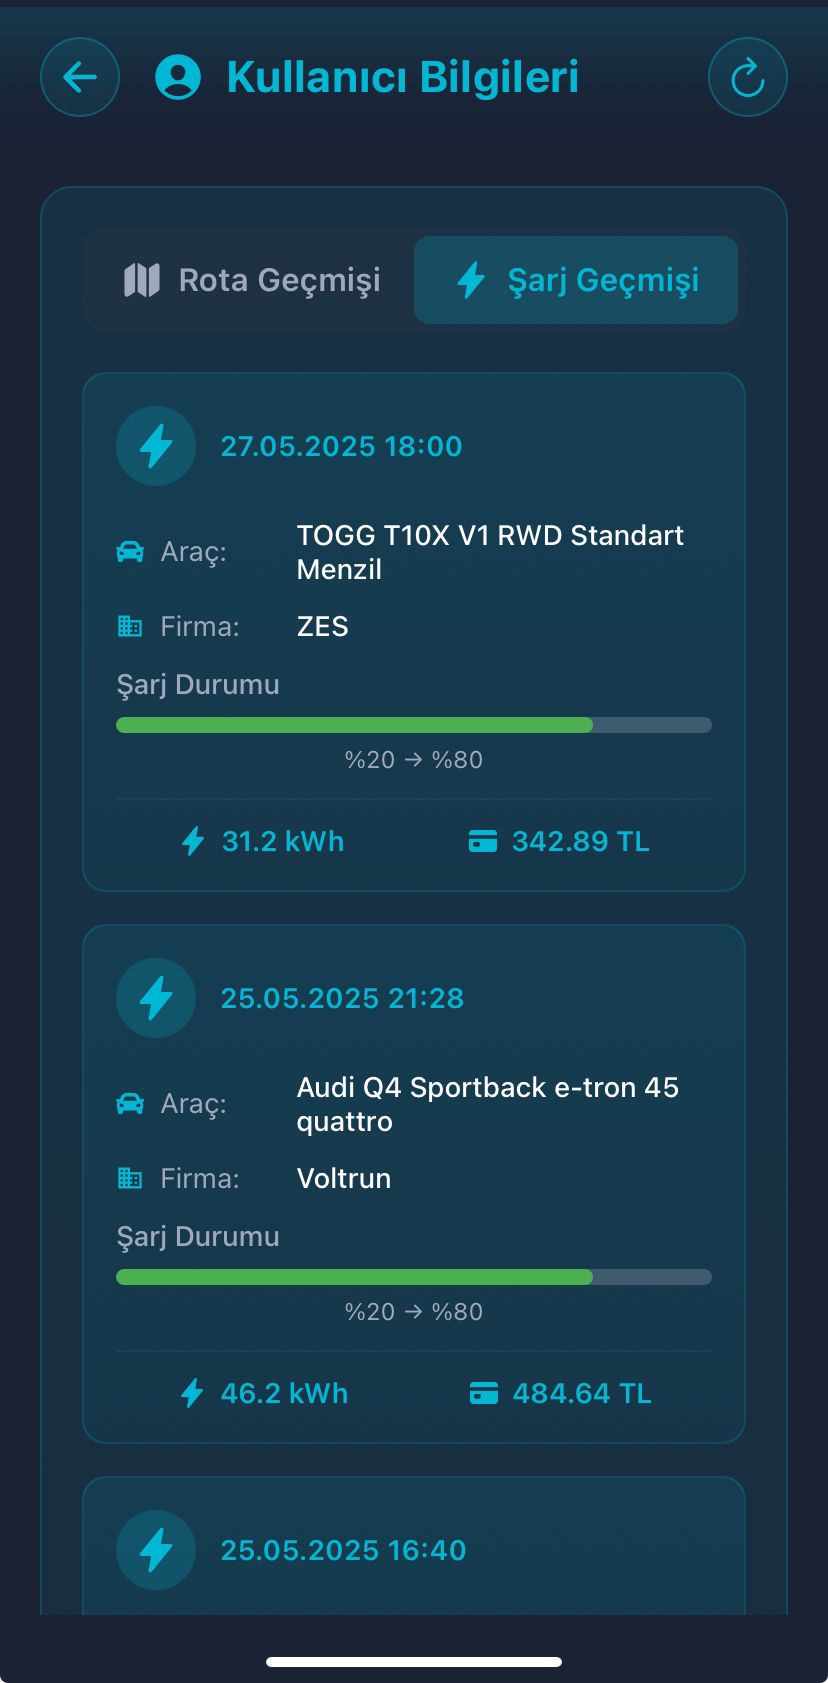 Kullanıcı Bilgileri
Rota Geçmişi
Şarj Geçmişi
27.05.2025 18:00
Araç: TOGG T10X V1 RWD Standart
Menzil
Firma: ZES
Şarj Durumu
%20 → %80
31.2 kWh
342.89 TL
25.05.2025 21:28
Araç: Audi Q4 Sportback e-tron 45
quattro
Firma: Voltrun
Şarj Durumu
%20 → %80
46.2 kWh
484.64 TL
25.05.2025 16:40